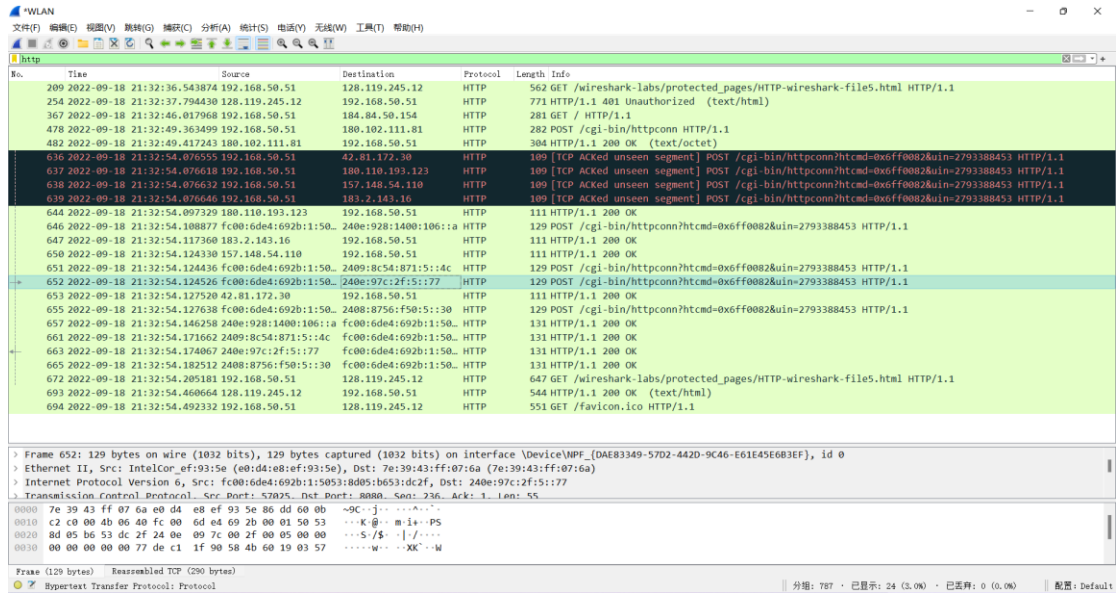 *WLAN
文件(F) 编辑(E) 视图(V) 跳转(G) 捕获(C) 分析(A) 统计(S) 电话(Y) 无线(W) 工具(T) 帮助(H)
http
No. Time Source Destination Protocol Length Info
209 2022-09-18 21:32:36.543874 192.168.50.51 128.119.245.12 HTTP 562 GET /wireshark-labs/protected_pages/HTTP-wireshark-file5.html HTTP/1.1
254 2022-09-18 21:32:37.794430 128.119.245.12 192.168.50.51 HTTP 771 HTTP/1.1 401 Unauthorized (text/html)
367 2022-09-18 21:32:46.017968 192.168.50.51 184.84.50.154 HTTP 281 GET / HTTP/1.1
478 2022-09-18 21:32:49.363499 192.168.50.51 180.102.111.81 HTTP 282 POST /cgi-bin/httpconn HTTP/1.1
482 2022-09-18 21:32:49.417243 180.102.111.81 192.168.50.51 HTTP 304 HTTP/1.1 200 OK (text/octet)
636 2022-09-18 21:32:54.076555 192.168.50.51 42.81.172.30 HTTP 109 [TCP ACKed unseen segment] POST /cgi-bin/httpconn?htcmd=0x6ff0082&uin=2793388453 HTTP/1.1
637 2022-09-18 21:32:54.076618 192.168.50.51 180.110.193.123 HTTP 109 [TCP ACKed unseen segment] POST /cgi-bin/httpconn?htcmd=0x6ff0082&uin=2793388453 HTTP/1.1
638 2022-09-18 21:32:54.076632 192.168.50.51 157.148.54.110 HTTP 109 [TCP ACKed unseen segment] POST /cgi-bin/httpconn?htcmd=0x6ff0082&uin=2793388453 HTTP/1.1
639 2022-09-18 21:32:54.076646 192.168.50.51 183.2.143.16 HTTP 109 [TCP ACKed unseen segment] POST /cgi-bin/httpconn?htcmd=0x6ff0082&uin=2793388453 HTTP/1.1
644 2022-09-18 21:32:54.097329 180.110.193.123 192.168.50.51 HTTP 111 HTTP/1.1 200 OK
646 2022-09-18 21:32:54.108877 fc00:6de4:692b:1:50… 240e:928:1400:106::a HTTP 129 POST /cgi-bin/httpconn?htcmd=0x6ff0082&uin=2793388453 HTTP/1.1
647 2022-09-18 21:32:54.117360 183.2.143.16 192.168.50.51 HTTP 111 HTTP/1.1 200 OK
650 2022-09-18 21:32:54.124330 157.148.54.110 192.168.50.51 HTTP 111 HTTP/1.1 200 OK
651 2022-09-18 21:32:54.124436 fc00:6de4:692b:1:50… 2409:8c54:871:5::4c HTTP 129 POST /cgi-bin/httpconn?htcmd=0x6ff0082&uin=2793388453 HTTP/1.1
652 2022-09-18 21:32:54.124526 fc00:6de4:692b:1:50… 240e:97c:2f:5::77 HTTP 129 POST /cgi-bin/httpconn?htcmd=0x6ff0082&uin=2793388453 HTTP/1.1
653 2022-09-18 21:32:54.127520 42.81.172.30 192.168.50.51 HTTP 111 HTTP/1.1 200 OK
655 2022-09-18 21:32:54.127638 fc00:6de4:692b:1:50… 2408:8756:f50:5::30 HTTP 129 POST /cgi-bin/httpconn?htcmd=0x6ff0082&uin=2793388453 HTTP/1.1
657 2022-09-18 21:32:54.146258 240e:928:1400:106::a fc00:6de4:692b:1:50… HTTP 131 HTTP/1.1 200 OK
661 2022-09-18 21:32:54.171662 2409:8c54:871:5::4c fc00:6de4:692b:1:50… HTTP 131 HTTP/1.1 200 OK
663 2022-09-18 21:32:54.174067 240e:97c:2f:5::77 fc00:6de4:692b:1:50… HTTP 131 HTTP/1.1 200 OK
665 2022-09-18 21:32:54.182512 2408:8756:f50:5::30 fc00:6de4:692b:1:50… HTTP 131 HTTP/1.1 200 OK
672 2022-09-18 21:32:54.205181 192.168.50.51 128.119.245.12 HTTP 647 GET /wireshark-labs/protected_pages/HTTP-wireshark-file5.html HTTP/1.1
693 2022-09-18 21:32:54.460664 128.119.245.12 192.168.50.51 HTTP 544 HTTP/1.1 200 OK (text/html)
694 2022-09-18 21:32:54.492332 192.168.50.51 128.119.245.12 HTTP 551 GET /favicon.ico HTTP/1.1
> Frame 652: 129 bytes on wire (1032 bits), 129 bytes captured (1032 bits) on interface \Device\NPF_{DAE83349-57D2-442D-9C46-E61E45E6B3EF}, id 0
> Ethernet II, Src: IntelCor_ef:93:5e (e0:d4:e8:ef:93:5e), Dst: 7e:39:43:ff:07:6a (7e:39:43:ff:07:6a)
> Internet Protocol Version 6, Src: fc00:6de4:692b:1:5053:8d05:b653:dc2f, Dst: 240e:97c:2f:5::77
> Transmission Control Protocol, Src Port: 57025, Dst Port: 8080, Seq: 236, Ack: 1, Len: 55
0000 7e 39 43 ff 07 6a e0 d4 e8 ef 93 5e 86 dd 60 0b ~9C··j·· ···^··`·
0010 c2 c0 00 4b 06 40 fc 00 6d e4 69 2b 00 01 50 53 ···K·@·· m·i+··PS
0020 8d 05 b6 53 dc 2f 24 0e 09 7c 00 2f 00 05 00 00 ···S·/$· ·|·/····
0030 00 00 00 00 00 77 de c1 1f 90 58 4b 60 19 03 57 ·····w·· ··XK`··W
Frame (129 bytes) Reassembled TCP (290 bytes)
Hypertext Transfer Protocol: Protocol 分组: 787 · 已显示: 24 (3.0%) · 已丢弃: 0 (0.0%) 配置: Default